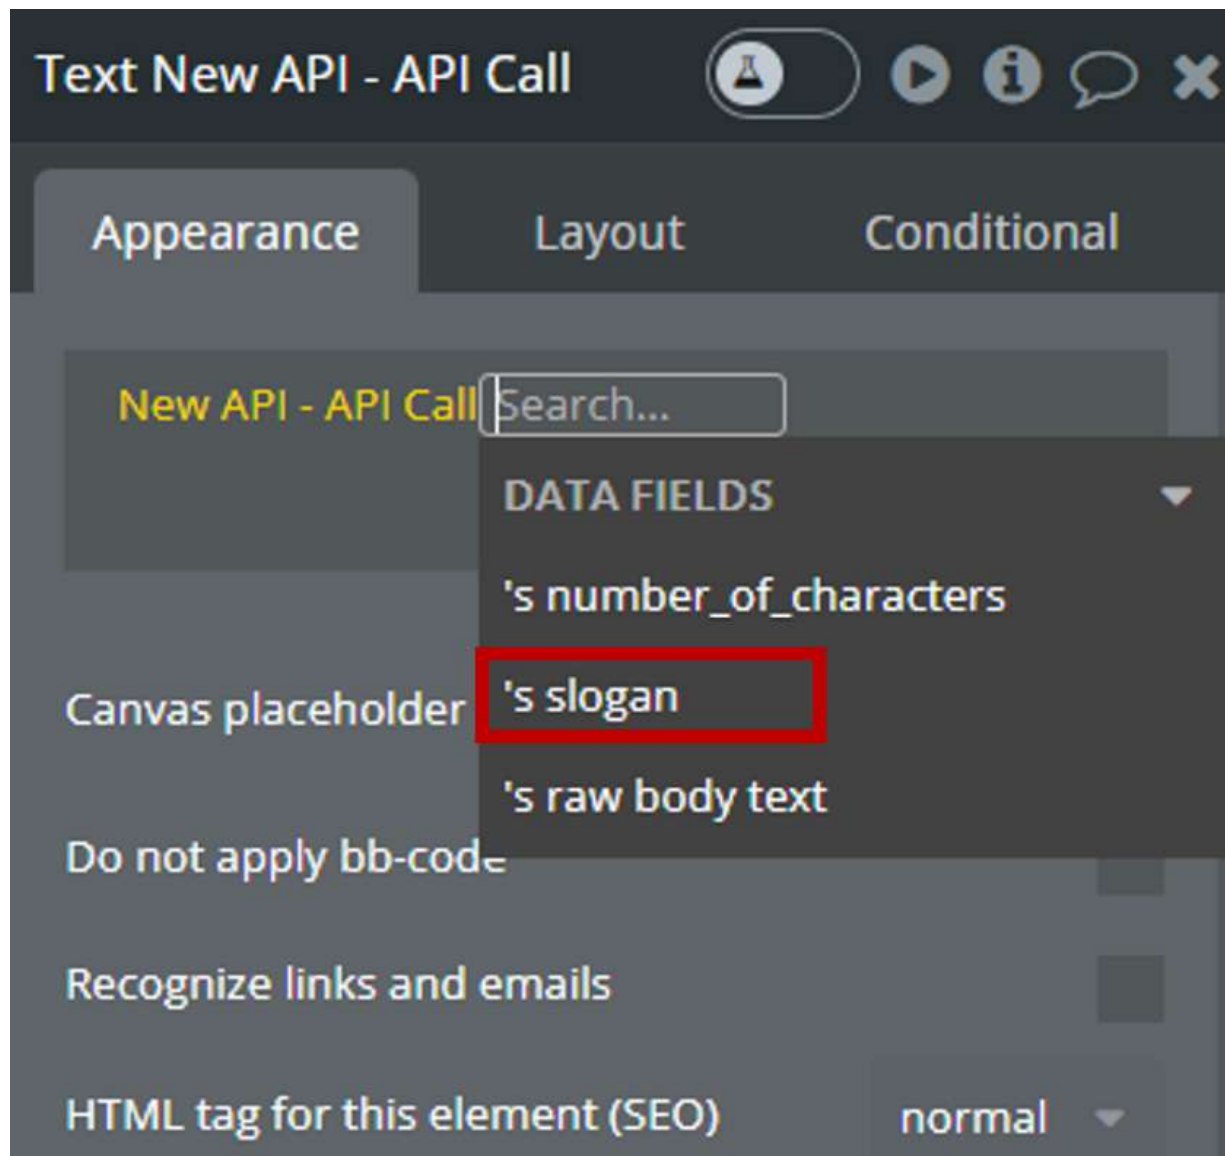 Text New API - API Call
Appearance Layout Conditional
New API - API Call Search...
DATA FIELDS
's number_of_characters
's slogan
Canvas placeholder
's raw body text
Do not apply bb-code
Recognize links and emails
HTML tag for this element (SEO) normal